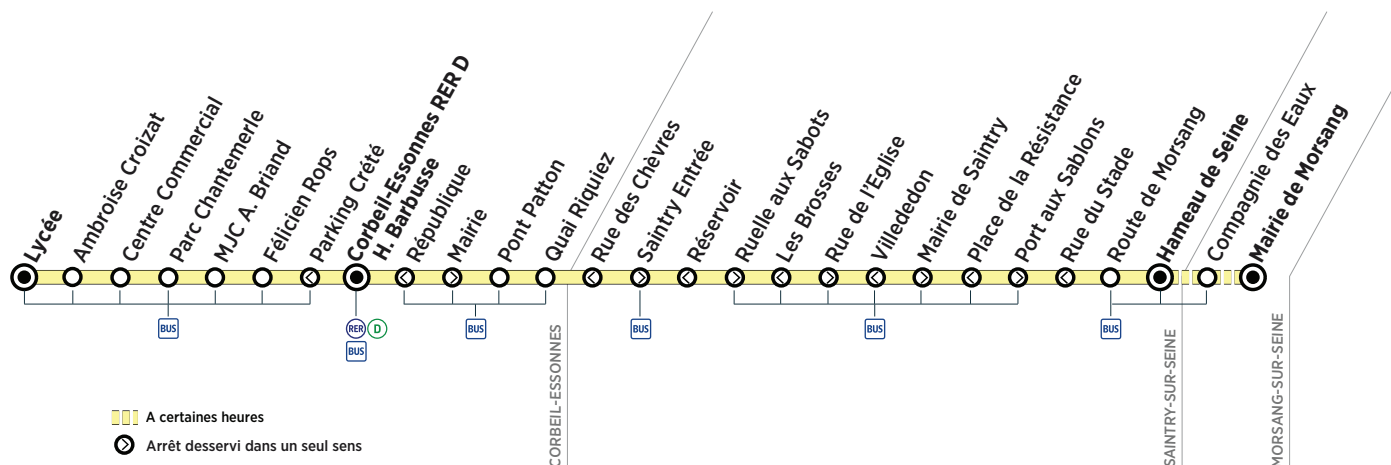 Lycée
Ambroise Croizat
Centre Commercial
Parc Chantemerle
MJC A. Briand
Félicien Rops
Parking Crété
Corbeil-Essonnes RER D
H. Barbusse
République
Mairie
Pont Patton
Quai Riquiez
Rue des Chèvres
Saintry Entrée
Réservoir
Ruelle aux Sabots
Les Brosses
Rue de l'Eglise
Villededon
Mairie de Saintry
Place de la Résistance
Port aux Sablons
Rue du Stade
Route de Morsang
Hameau de Seine
Compagnie des Eaux
Mairie de Morsang
BUS
RER D
BUS
BUS
BUS
BUS
BUS
CORBEIL-ESSONNES
SAINTRY-SUR-SEINE
MORSANG-SUR-SEINE
A certaines heures
Arrêt desservi dans un seul sens